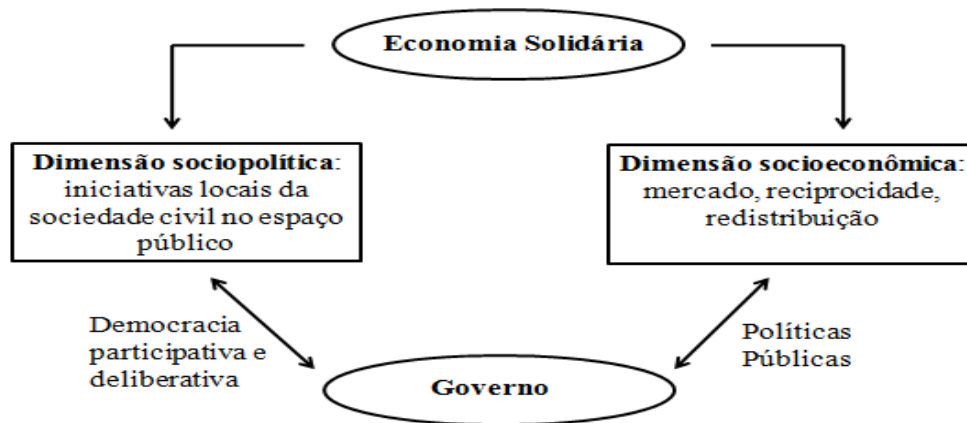 Economia Solidária
Dimensão sociopolítica:
iniciativas locais da
sociedade civil no espaço
público
Dimensão socioeconômica:
mercado, reciprocidade,
redistribuição
Democracia
participativa e
deliberativa
Políticas
Públicas
Governo